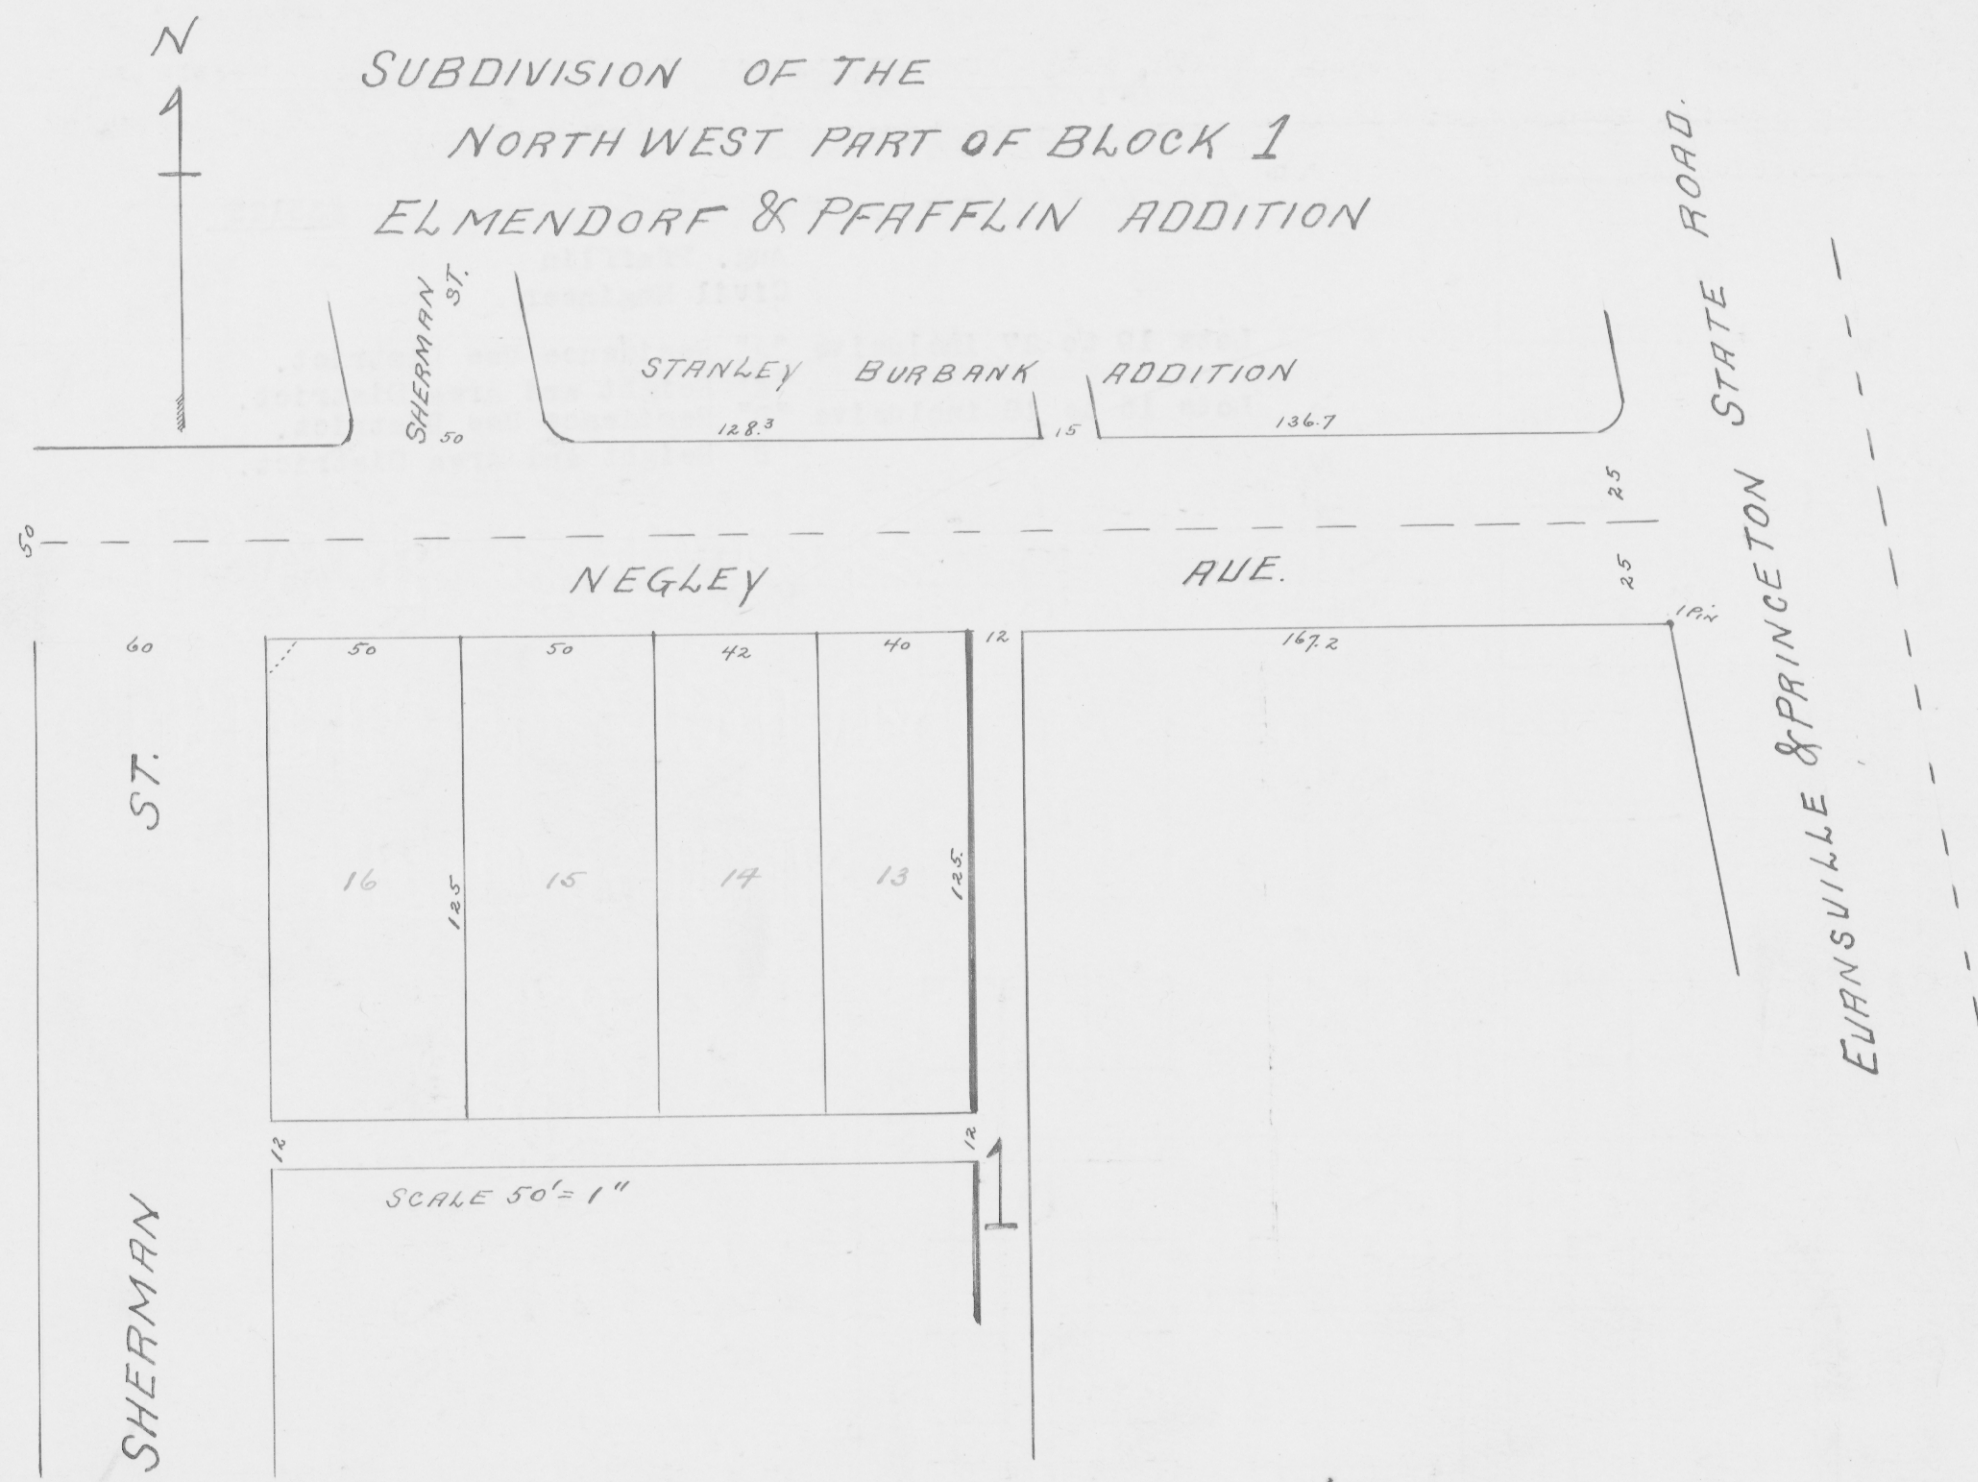 N
SUBDIVISION OF THE
NORTH WEST PART OF BLOCK 1
ELMENDORF & PFAFFLIN ADDITION
SHERMAN ST.
50
STANLEY BURBANK ADDITION
128.3
15
136.7
EVANSVILLE & PRINCETON STATE ROAD.
25
50
NEGLEY AVE.
25
1 Pin
60
50
50
42
40
12
167.2
SHERMAN ST.
16
125
15
14
13
125.
12
12
1
SCALE 50' = 1"